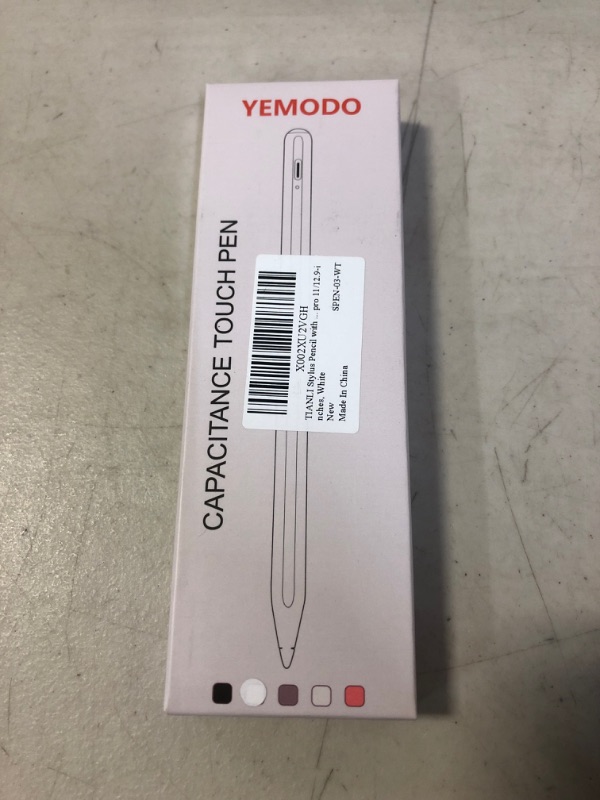 YEMODO
CAPACITANCE TOUCH PEN
X002XU2VGH
TIANLI Stylus Pencil with ... pro 11/12.9-i
nches, White
New
Made In China
SPEN-03-WT